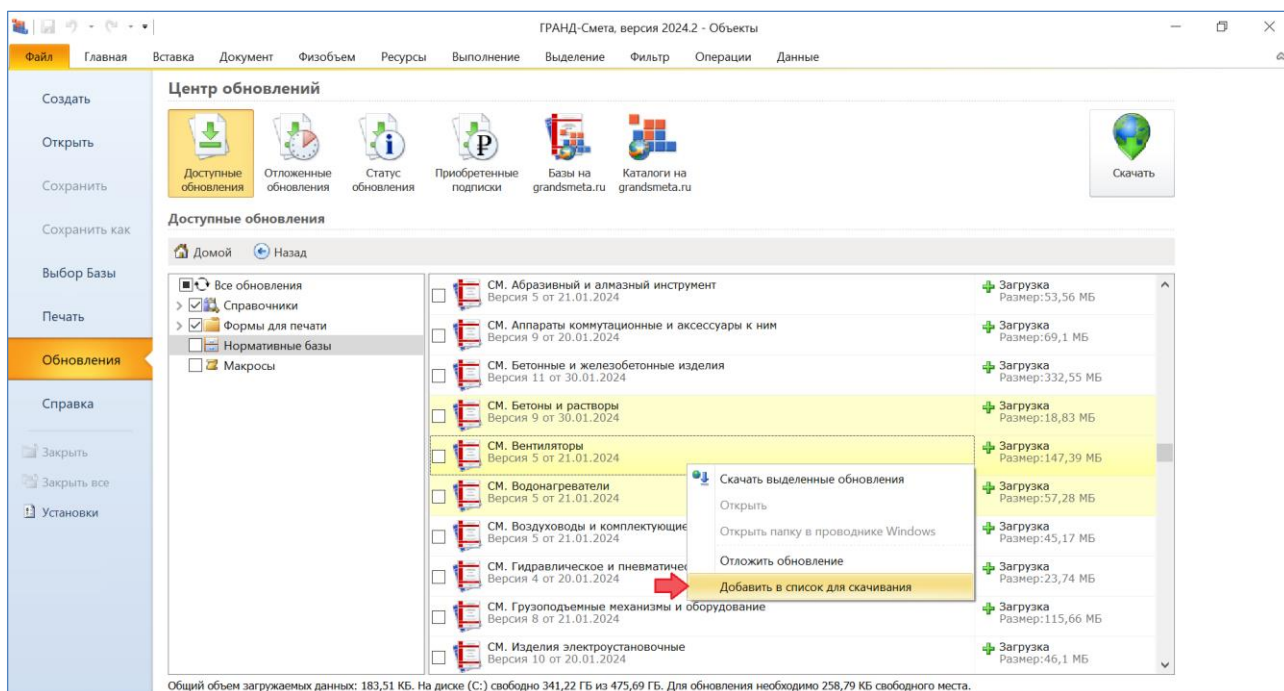 ГРАНД-Смета, версия 2024.2 - Объекты
Файл Главная Вставка Документ Физобъем Ресурсы Выполнение Выделение Фильтр Операции Данные
Создать
Открыть
Сохранить
Сохранить как
Выбор Базы
Печать
Обновления
Справка
Закрыть
Закрыть все
Установки
Центр обновлений
Доступные обновления
Отложенные обновления
Статус обновления
Приобретенные подписки
Базы на grandsmeta.ru
Каталоги на grandsmeta.ru
Скачать
Доступные обновления
Домой Назад
Все обновления
Справочники
Формы для печати
Нормативные базы
Макросы
СМ. Абразивный и алмазный инструмент Загрузка
Версия 5 от 21.01.2024 Размер:53,56 МБ
СМ. Аппараты коммутационные и аксессуары к ним Загрузка
Версия 9 от 20.01.2024 Размер:69,1 МБ
СМ. Бетонные и железобетонные изделия Загрузка
Версия 11 от 30.01.2024 Размер:332,55 МБ
СМ. Бетоны и растворы Загрузка
Версия 9 от 30.01.2024 Размер:18,83 МБ
СМ. Вентиляторы Загрузка
Версия 5 от 21.01.2024 Размер:147,39 МБ
СМ. Водонагреватели Загрузка
Версия 5 от 21.01.2024 Размер:57,28 МБ
СМ. Воздуховоды и комплектующие Загрузка
Версия 5 от 21.01.2024 Размер:45,17 МБ
СМ. Гидравлическое и пневматичес Загрузка
Версия 4 от 20.01.2024 Размер:23,74 МБ
СМ. Грузоподъемные механизмы и оборудование Загрузка
Версия 8 от 21.01.2024 Размер:115,66 МБ
СМ. Изделия электроустановочные Загрузка
Версия 10 от 20.01.2024 Размер:46,1 МБ
Скачать выделенные обновления
Открыть
Открыть папку в проводнике Windows
Отложить обновление
Добавить в список для скачивания
Общий объем загружаемых данных: 183,51 КБ. На диске (C:) свободно 341,22 ГБ из 475,69 ГБ. Для обновления необходимо 258,79 КБ свободного места.